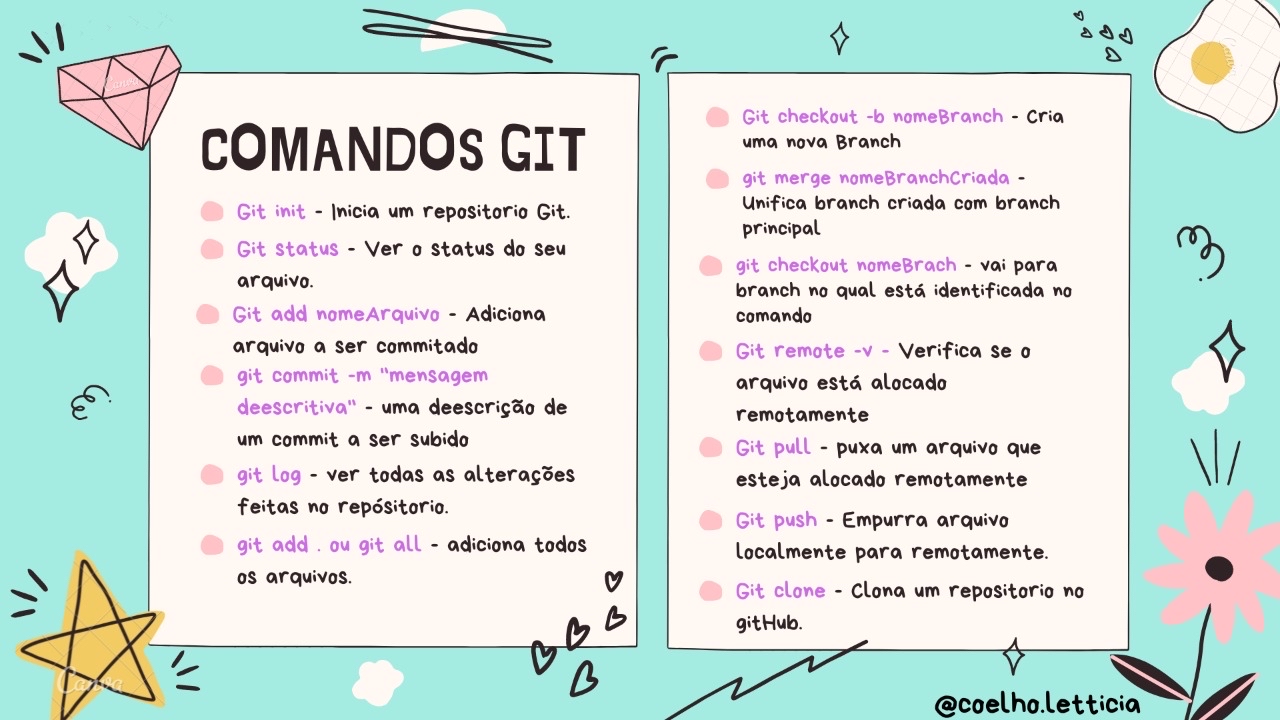 COMANDOS GIT
Git init - Inicia um repositorio Git.
Git status - Ver o status do seu
arquivo.
Git add nomeArquivo - Adiciona
arquivo a ser commitado
git commit -m "mensagem
deescritiva" - uma deescrição de
um commit a ser subido
git log - ver todas as alterações
feitas no repósitorio.
git add . ou git all - adiciona todos
os arquivos.
Git checkout -b nomeBranch - Cria
uma nova Branch
git merge nomeBranchCriada -
Unifica branch criada com branch
principal
git checkout nomeBrach - vai para
branch no qual está identificada no
comando
Git remote -v - Verifica se o
arquivo está alocado
remotamente
Git pull - puxa um arquivo que
esteja alocado remotamente
Git push - Empurra arquivo
localmente para remotamente.
Git clone - Clona um repositorio no
gitHub.
@coelho.letticia
Canva
Canva